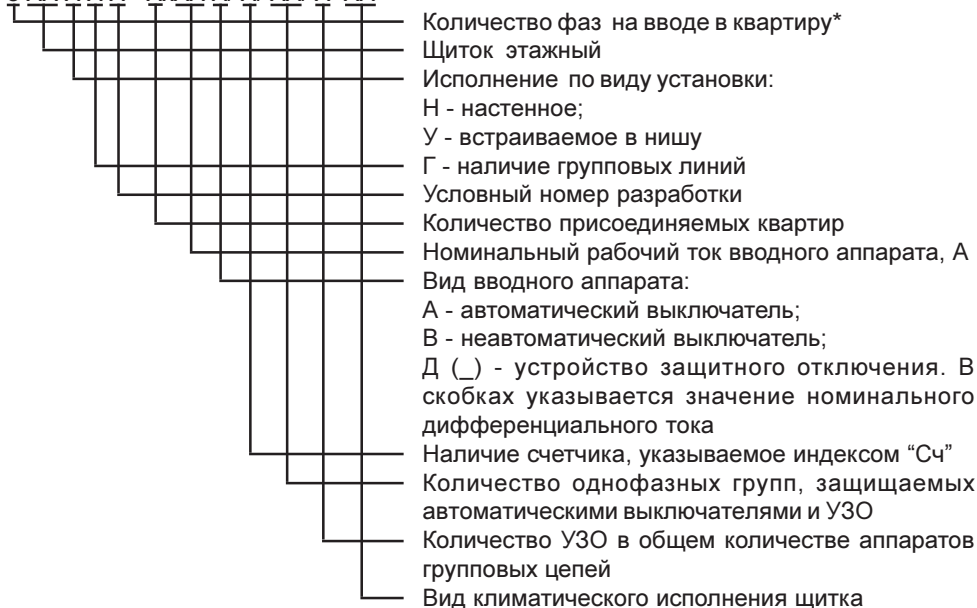 Количество фаз на вводе в квартиру*
Щиток этажный
Исполнение по виду установки:
Н - настенное;
У - встраиваемое в нишу
Г - наличие групповых линий
Условный номер разработки
Количество присоединяемых квартир
Номинальный рабочий ток вводного аппарата, А
Вид вводного аппарата:
А - автоматический выключатель;
В - неавтоматический выключатель;
Д (_) - устройство защитного отключения. В
скобках указывается значение номинального
дифференциального тока
Наличие счетчика, указываемое индексом “Сч”
Количество однофазных групп, защищаемых
автоматическими выключателями и УЗО
Количество УЗО в общем количестве аппаратов
групповых цепей
Вид климатического исполнения щитка